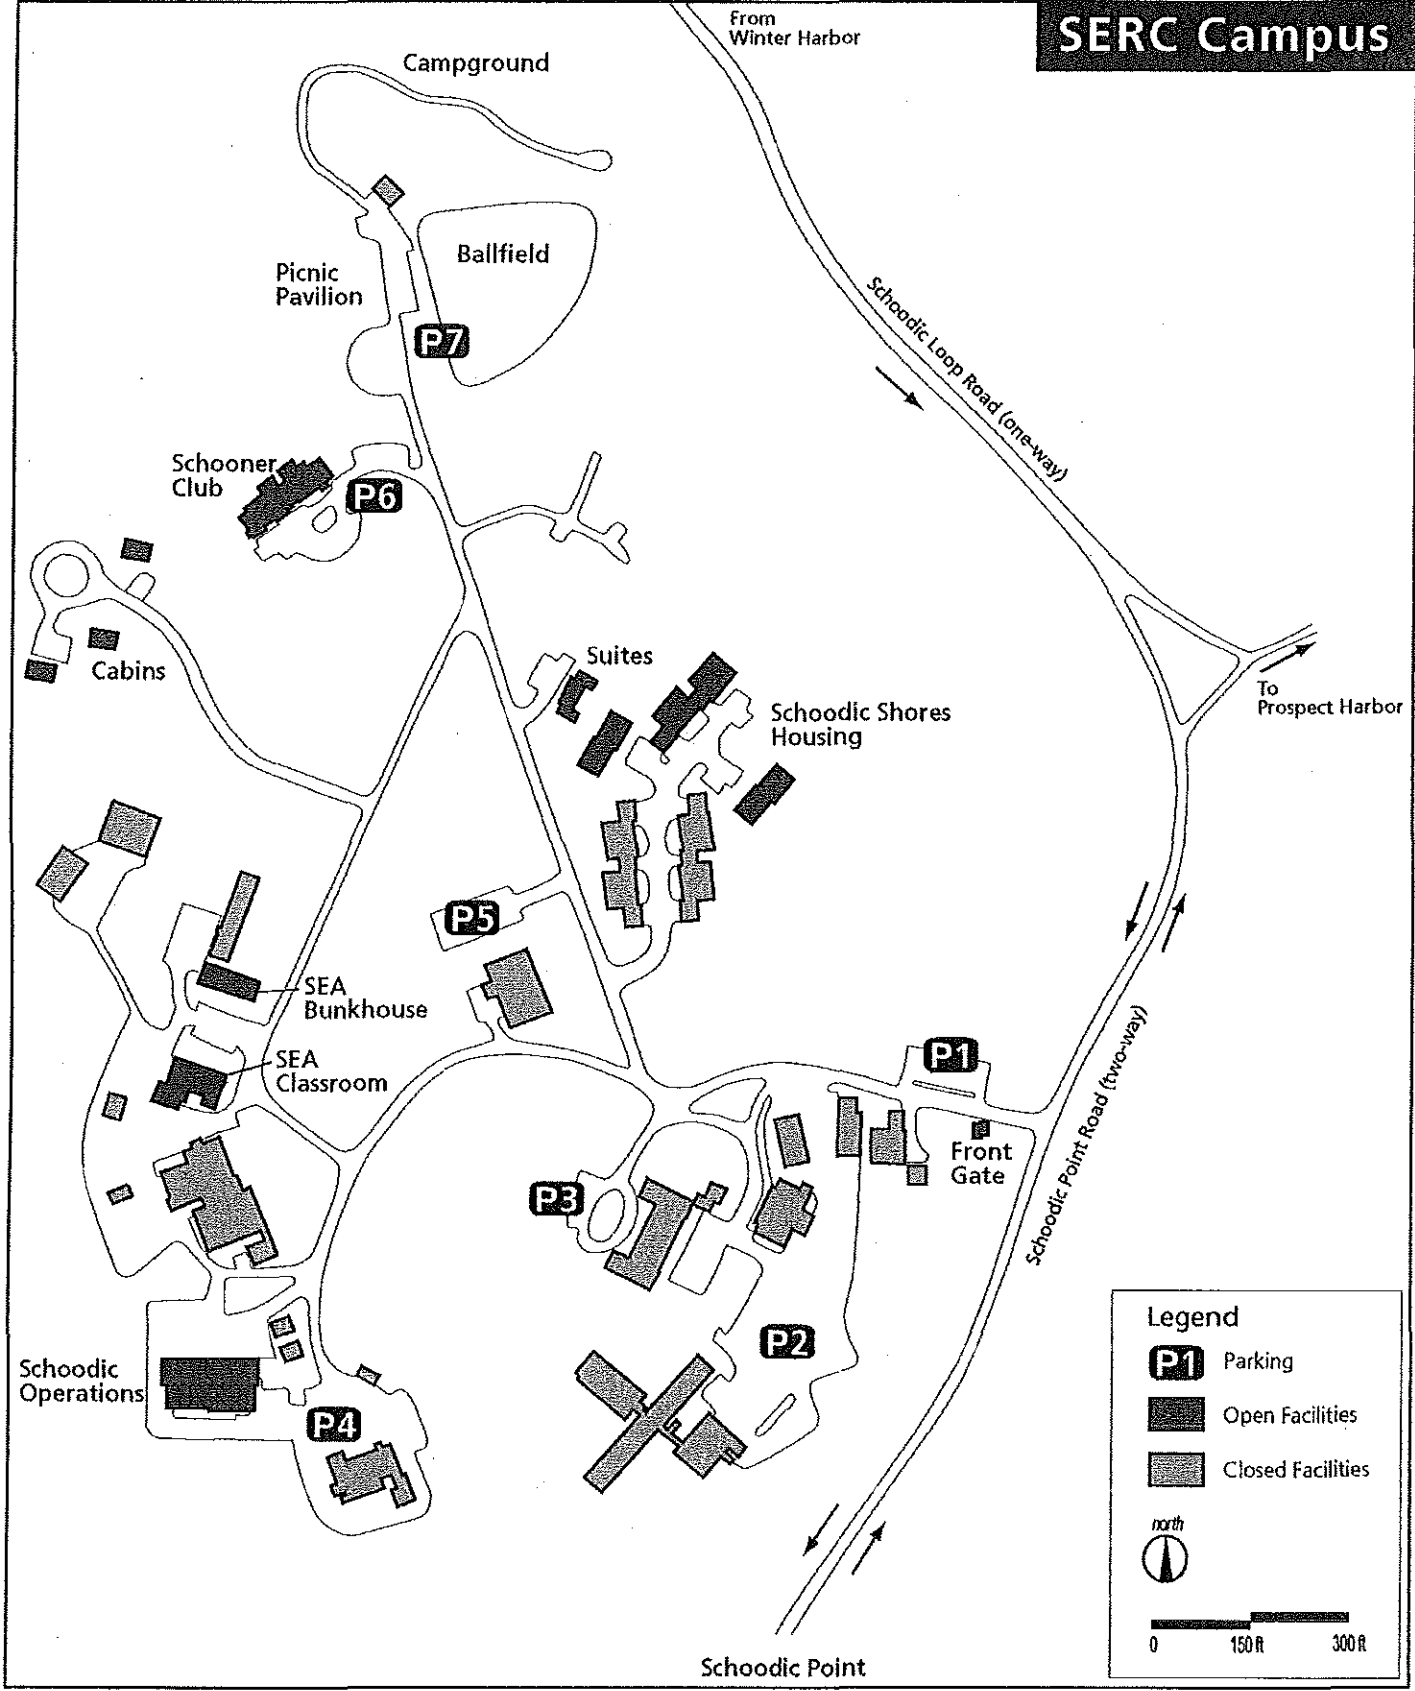 SERC Campus
From
Winter Harbor
Campground
Ballfield
Picnic
Pavilion
P7
Schoodic Loop Road (one-way)
Schooner
Club
P6
Cabins
Suites
Schoodic Shores
Housing
To
Prospect Harbor
P5
SEA
Bunkhouse
SEA
Classroom
P1
Front
Gate
Schoodic Point Road (two-way)
P3
P2
Schoodic
Operations
P4
Legend
P1 Parking
Open Facilities
Closed Facilities
north
0 150 ft 300 ft
Schoodic Point